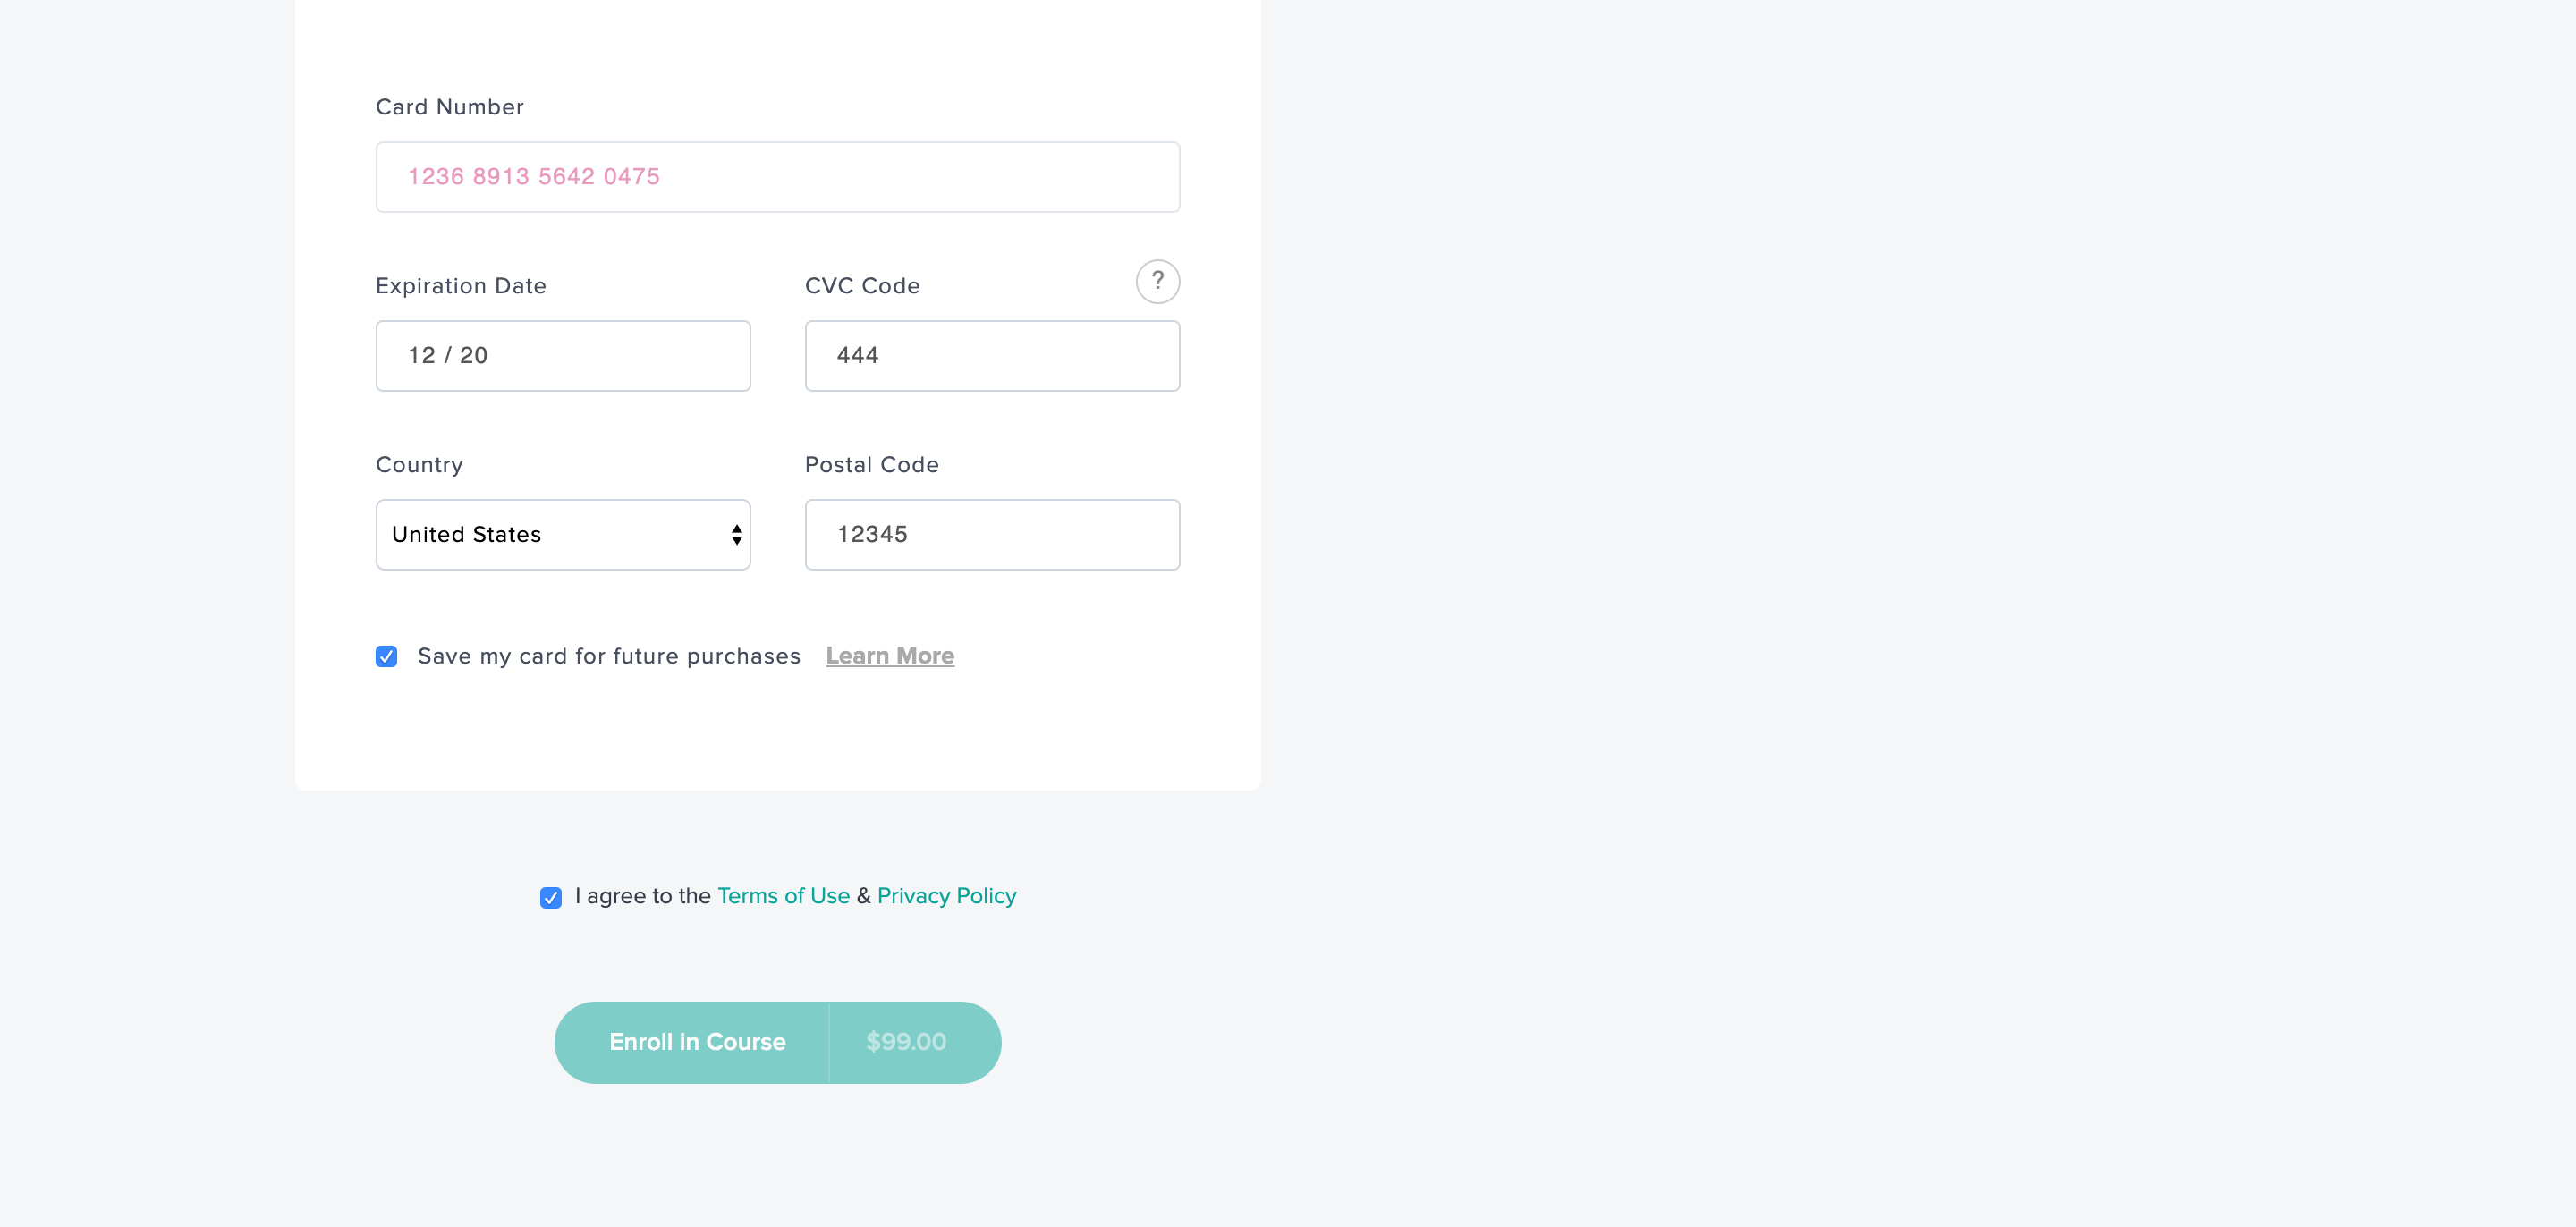 Card Number
1236 8913 5642 0475
Expiration Date
CVC Code
?
12 / 20
444
Country
Postal Code
United States
12345
Save my card for future purchases Learn More
I agree to the Terms of Use & Privacy Policy
Enroll in Course $99.00